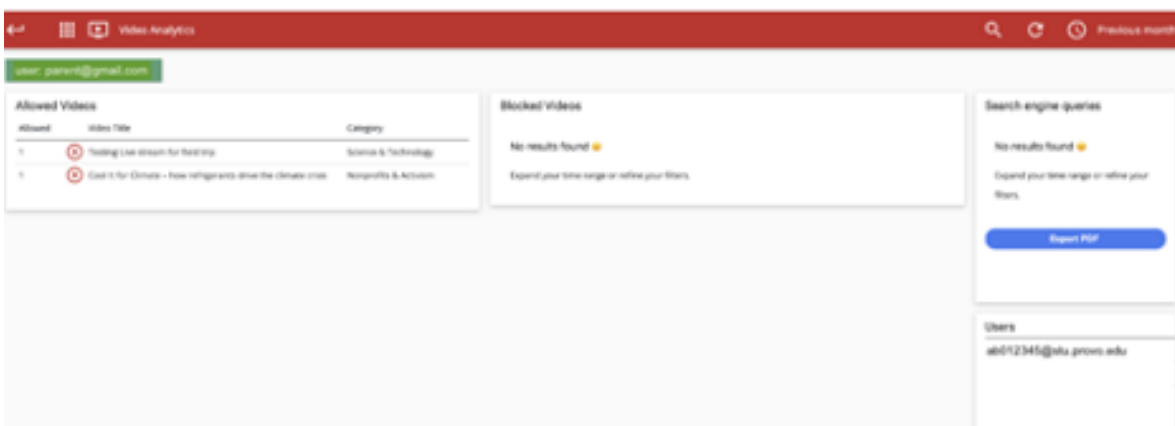 Video Analytics
Previous month
user: parent@gmail.com
Allowed Videos
Allowed Video Title Category
1 Testing Live stream for field trip Science & Technology
1 Cool It for Climate – how refrigerants drive the climate crisis Nonprofits & Activism
Blocked Videos
No results found
Expand your time range or refine your filters.
Search engine queries
No results found
Expand your time range or refine your
filters.
Export PDF
Users
ab012345@stu.provo.edu